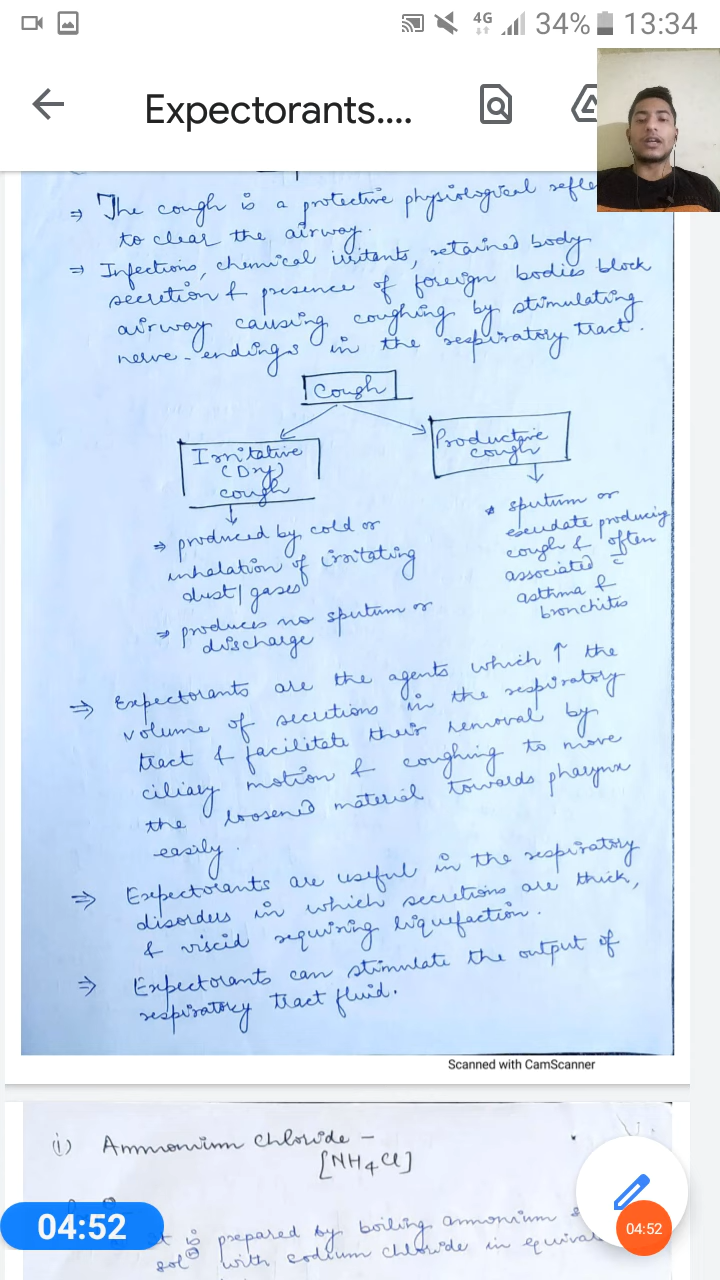 4G 34% 13:34
Expectorants....
⇒ The cough is a protective physiological
to clear the airway.
⇒ Infections, chemical irritants, retained body
secretion & presence of foreign bodies block
airway causing coughing by stimulating
nerve-endings in the respiratory tract.
Cough
Irritative
(Dry)
cough
Productive
cough
⇒ produced by cold or
inhalation of irritating
dust/gases
⇒ produces no sputum or
discharge
* sputum or
exudate producing
cough & often
associated c̄
asthma &
bronchitis
⇒ Expectorants are the agents which ↑ the
volume of secretions in the respiratory
tract & facilitate their removal by
ciliary motion & coughing to move
the loosened material towards pharynx
easily.
⇒ Expectorants are useful in the respiratory
disorders in which secretions are thick,
& viscid requiring liquefaction.
⇒ Expectorants can stimulate the output of
respiratory tract fluid.
Scanned with CamScanner
(i) Ammonium chloride –
[NH4Cl]
04:52
04:52
is prepared by boiling ammonium
solⁿ with sodium chloride in